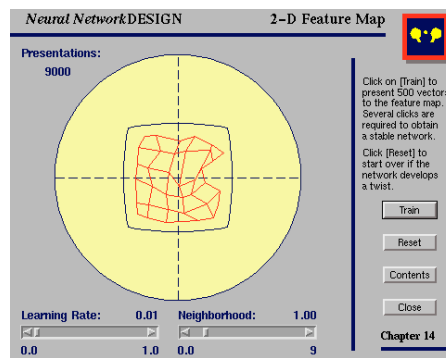 Neural Network DESIGN
2-D Feature Map
Presentations:
9000
Click on [Train] to
present 500 vectors
to the feature map.
Several clicks are
required to obtain
a stable network.
Click [Reset] to
start over if the
network develops
a twist.
Train
Reset
Contents
Close
Learning Rate: 0.01
0.0 1.0
Neighborhood: 1.00
0.0 9
Chapter 14